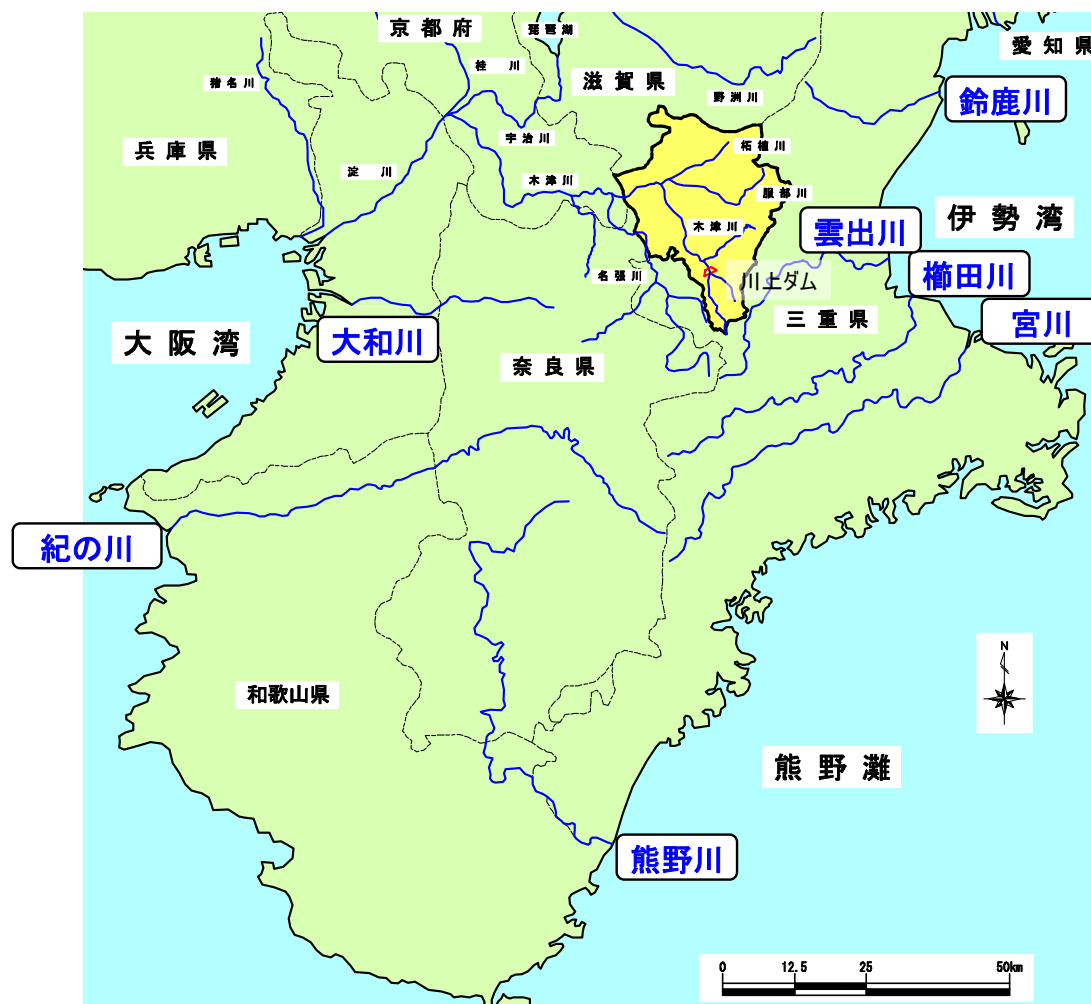 京都府
琵琶湖
愛知県
桂川
滋賀県
猪名川
野洲川
鈴鹿川
兵庫県
宇治川
柘植川
淀川
木津川
服部川
伊勢湾
木津川
雲出川
名張川
川上ダム
櫛田川
三重県
宮川
大阪湾
大和川
奈良県
紀の川
和歌山県
N
熊野灘
熊野川
0 12.5 25 50km